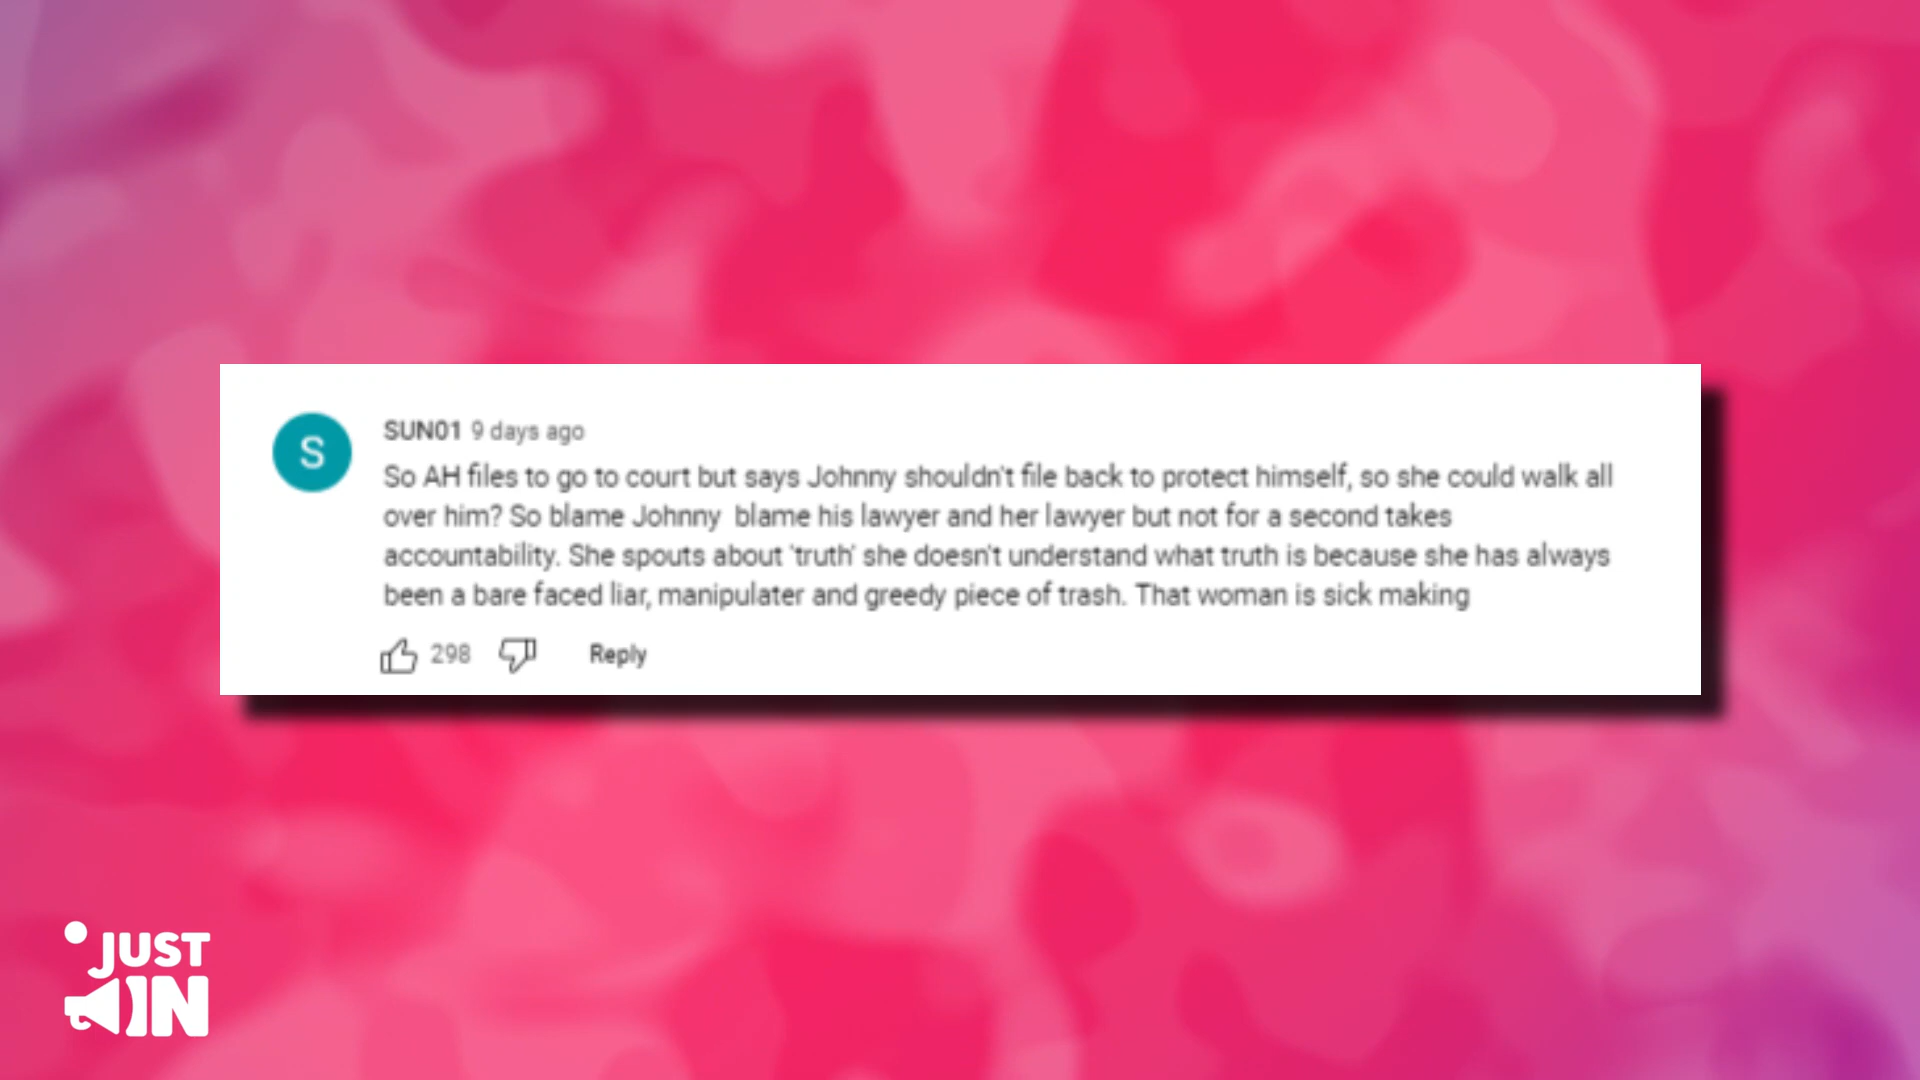 S
SUN01 9 days ago
So AH files to go to court but says Johnny shouldn't file back to protect himself, so she could walk all
over him? So blame Johnny  blame his lawyer and her lawyer but not for a second takes
accountability. She spouts about 'truth' she doesn't understand what truth is because she has always
been a bare faced liar, manipulater and greedy piece of trash. That woman is sick making
298 Reply
JUST
IN